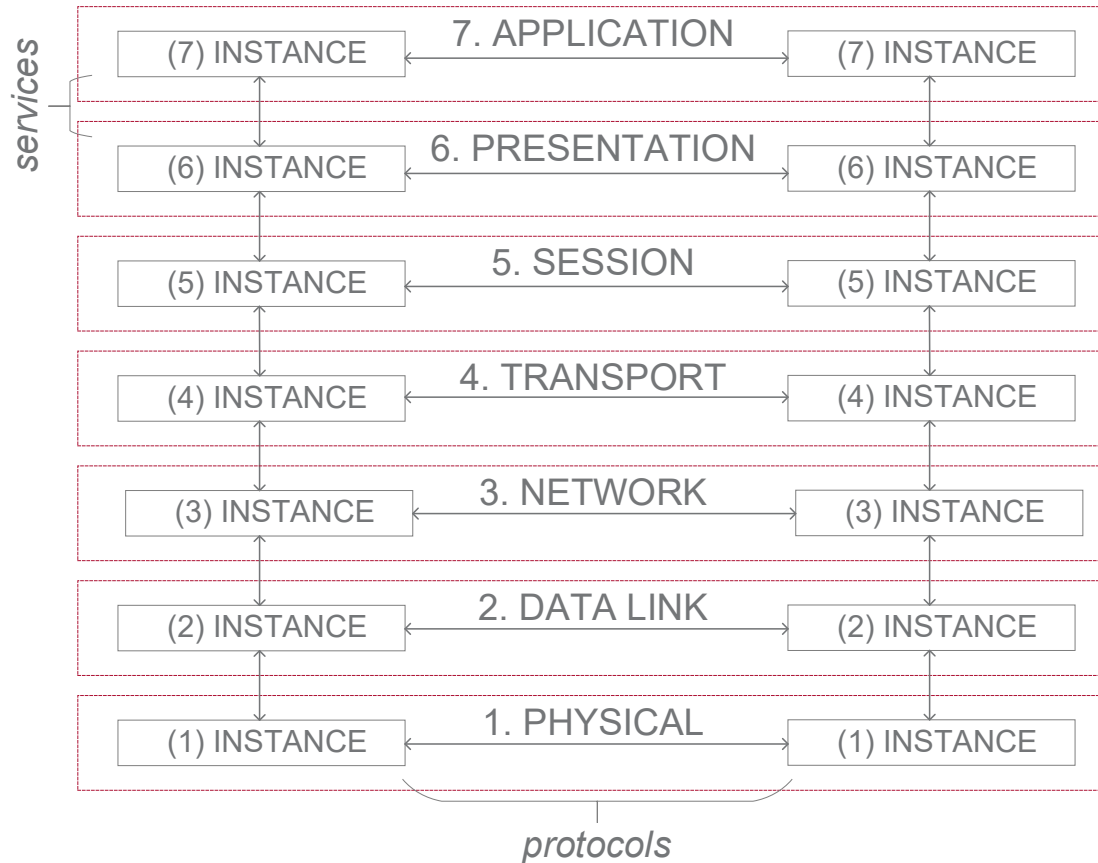 services
7. APPLICATION
(7) INSTANCE
(7) INSTANCE
6. PRESENTATION
(6) INSTANCE
(6) INSTANCE
5. SESSION
(5) INSTANCE
(5) INSTANCE
4. TRANSPORT
(4) INSTANCE
(4) INSTANCE
3. NETWORK
(3) INSTANCE
(3) INSTANCE
2. DATA LINK
(2) INSTANCE
(2) INSTANCE
1. PHYSICAL
(1) INSTANCE
(1) INSTANCE
protocols